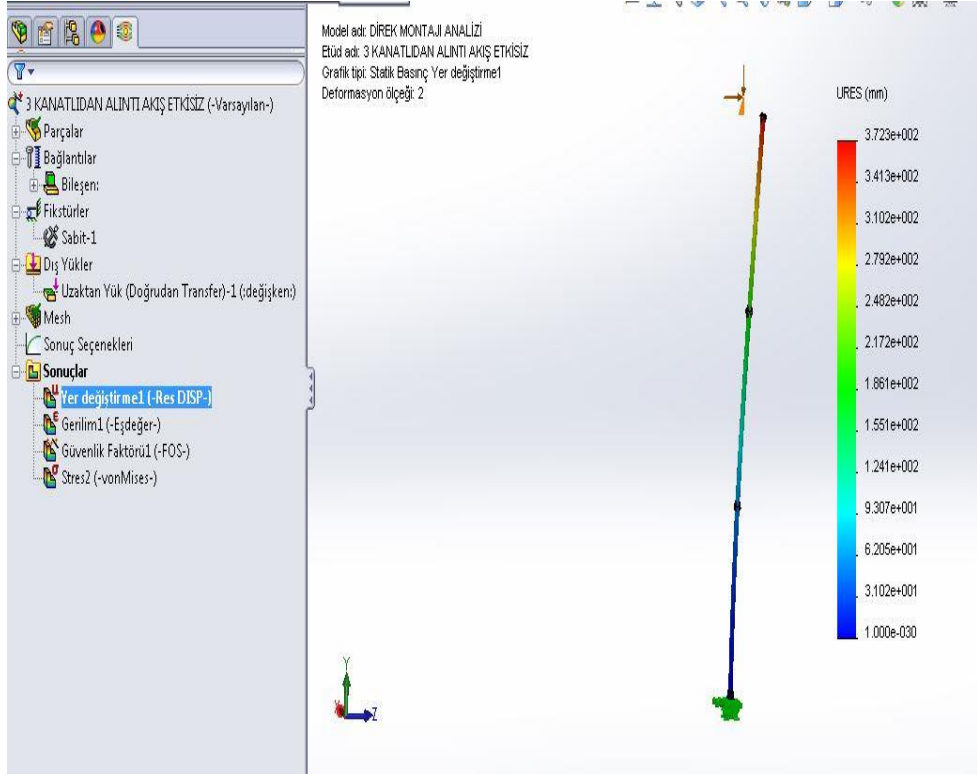 3 KANATLIDAN ALINTI AKIŞ ETKİSİZ (-Varsayılan-)
Parçalar
Bağlantılar
Bileşen:
Fikstürler
Sabit-1
Dış Yükler
Uzaktan Yük (Doğrudan Transfer)-1 (:değişken:)
Mesh
Sonuç Seçenekleri
Sonuçlar
Yer değiştirme1 (-Res DISP-)
Gerilim1 (-Eşdeğer-)
Güvenlik Faktörü1 (-FOS-)
Stres2 (-vonMises-)
Model adı: DİREK MONTAJI ANALİZİ
Etüd adı: 3 KANATLIDAN ALINTI AKIŞ ETKİSİZ
Grafik tipi: Statik Basınç Yer değiştirme1
Deformasyon ölçeği: 2
URES (mm)
3.723e+002
3.413e+002
3.102e+002
2.792e+002
2.482e+002
2.172e+002
1.861e+002
1.551e+002
1.241e+002
9.307e+001
6.205e+001
3.102e+001
1.000e-030
Y
Z